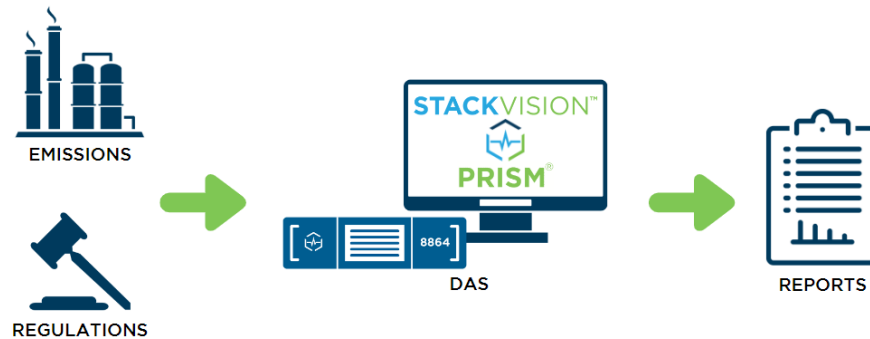 EMISSIONS
REGULATIONS
STACKVISION™
PRISM®
8864
DAS
REPORTS